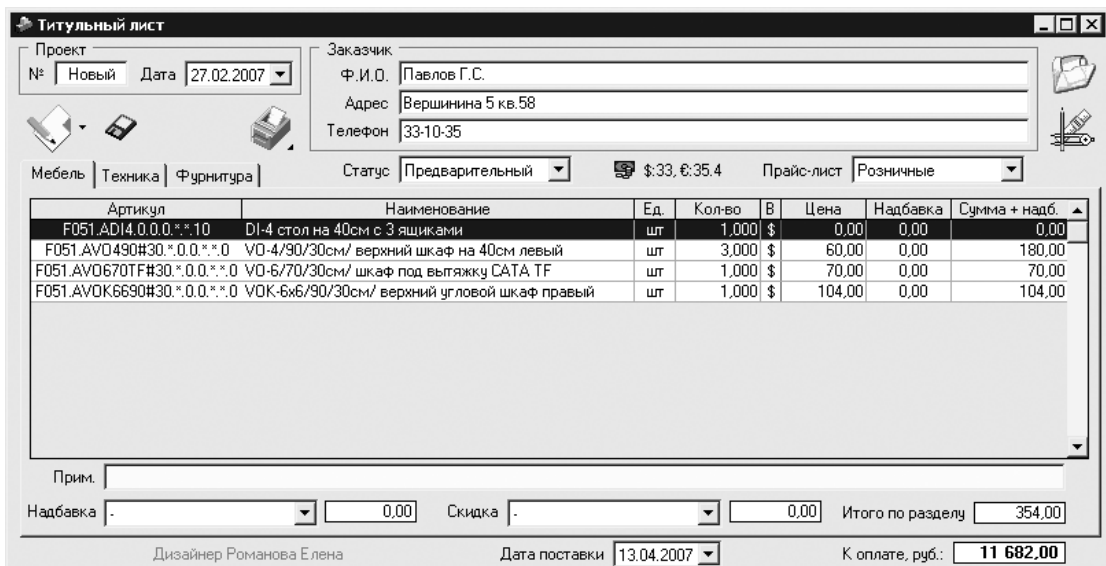 Титульный лист
Проект
Заказчик
№ Новый Дата 27.02.2007
Ф.И.О. Павлов Г.С.
Адрес Вершинина 5 кв.58
Телефон 33-10-35
Мебель Техника Фурнитура
Статус Предварительный $:33, €:35.4 Прайс-лист Розничные
Артикул Наименование Ед. Кол-во В Цена Надбавка Сумма + надб.
F051.ADI4.0.0.0.*.*.10 DI-4 стол на 40см с 3 ящиками шт 1,000 $ 0,00 0,00 0,00
F051.AVO490#30.*.0.0.*.*.0 VO-4/90/30см/ верхний шкаф на 40см левый шт 3,000 $ 60,00 0,00 180,00
F051.AVO670TF#30.*.0.0.*.*.0 VO-6/70/30см/ шкаф под вытяжку CATA TF шт 1,000 $ 70,00 0,00 70,00
F051.AVOK6690#30.*.0.0.*.*.0 VOK-6x6/90/30см/ верхний угловой шкаф правый шт 1,000 $ 104,00 0,00 104,00
Прим.
Надбавка - 0,00 Скидка - 0,00 Итого по разделу 354,00
Дизайнер Романова Елена Дата поставки 13.04.2007 К оплате, руб.: 11 682,00